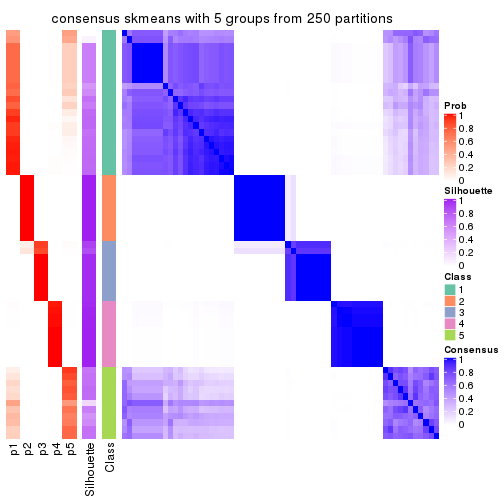 consensus skmeans with 5 groups from 250 partitions
Prob
1
0.8
0.6
0.4
0.2
0
Silhouette
1
0.8
0.6
0.4
0.2
0
Class
1
2
3
4
5
Consensus
1
0.8
0.6
0.4
0.2
0
p1
p2
p3
p4
p5
Silhouette
Class